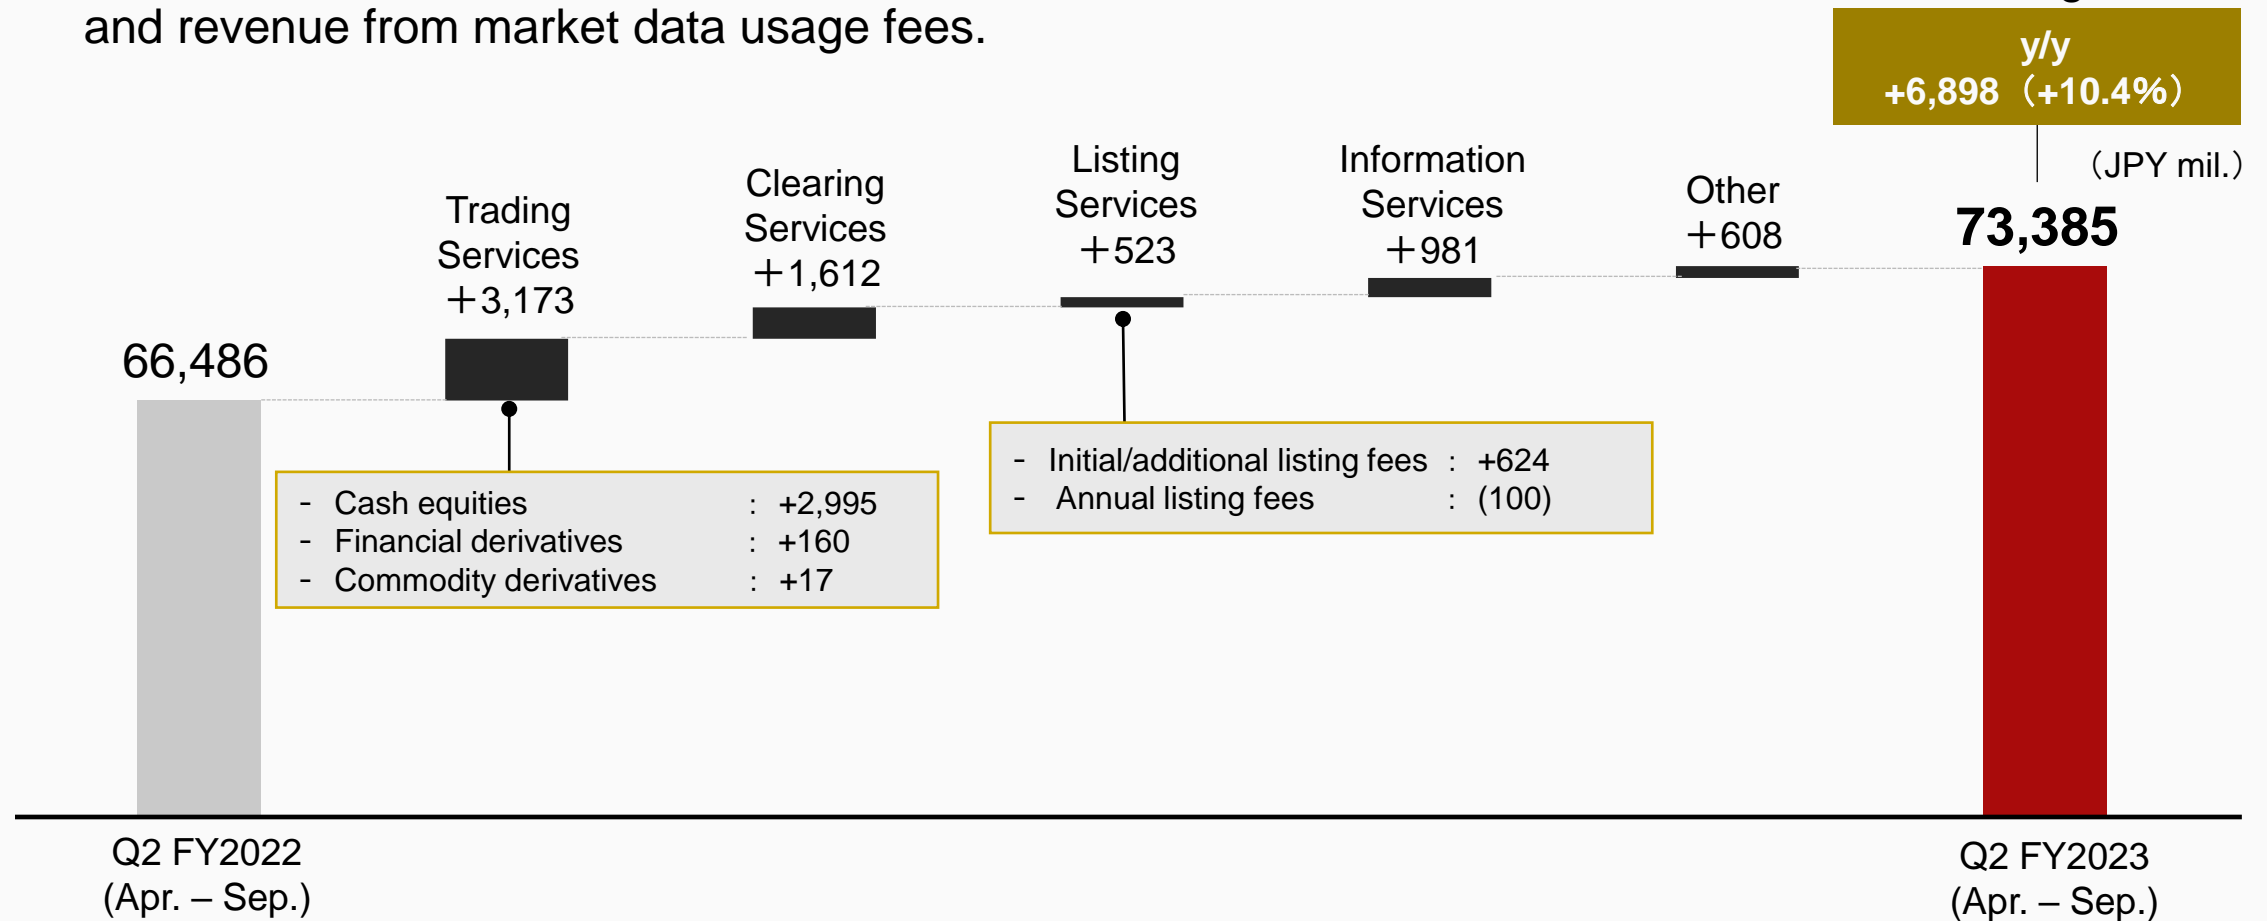 and revenue from market data usage fees.
y/y
+6,898（+10.4%）
（JPY mil.）
66,486
Trading
Services
＋3,173
Clearing
Services
＋1,612
Listing
Services
＋523
Information
Services
＋981
Other
＋608
73,385
- Cash equities : +2,995
- Financial derivatives : +160
- Commodity derivatives : +17
- Initial/additional listing fees : +624
- Annual listing fees : (100)
Q2 FY2022
(Apr. – Sep.)
Q2 FY2023
(Apr. – Sep.)